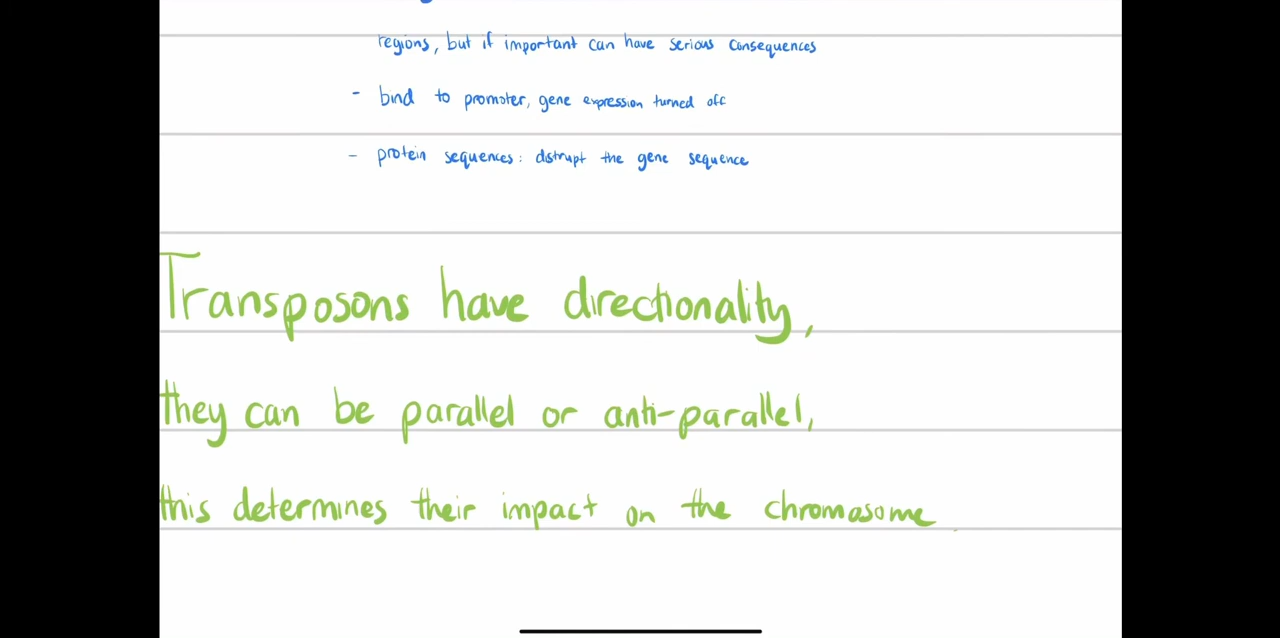 regions, but if important can have serious consequences
- bind to promoter, gene expression turned off
- protein sequences: distrupt the gene sequence
Transposons have directionality,
they can be parallel or anti-parallel,
this determines their impact on the chromasome.